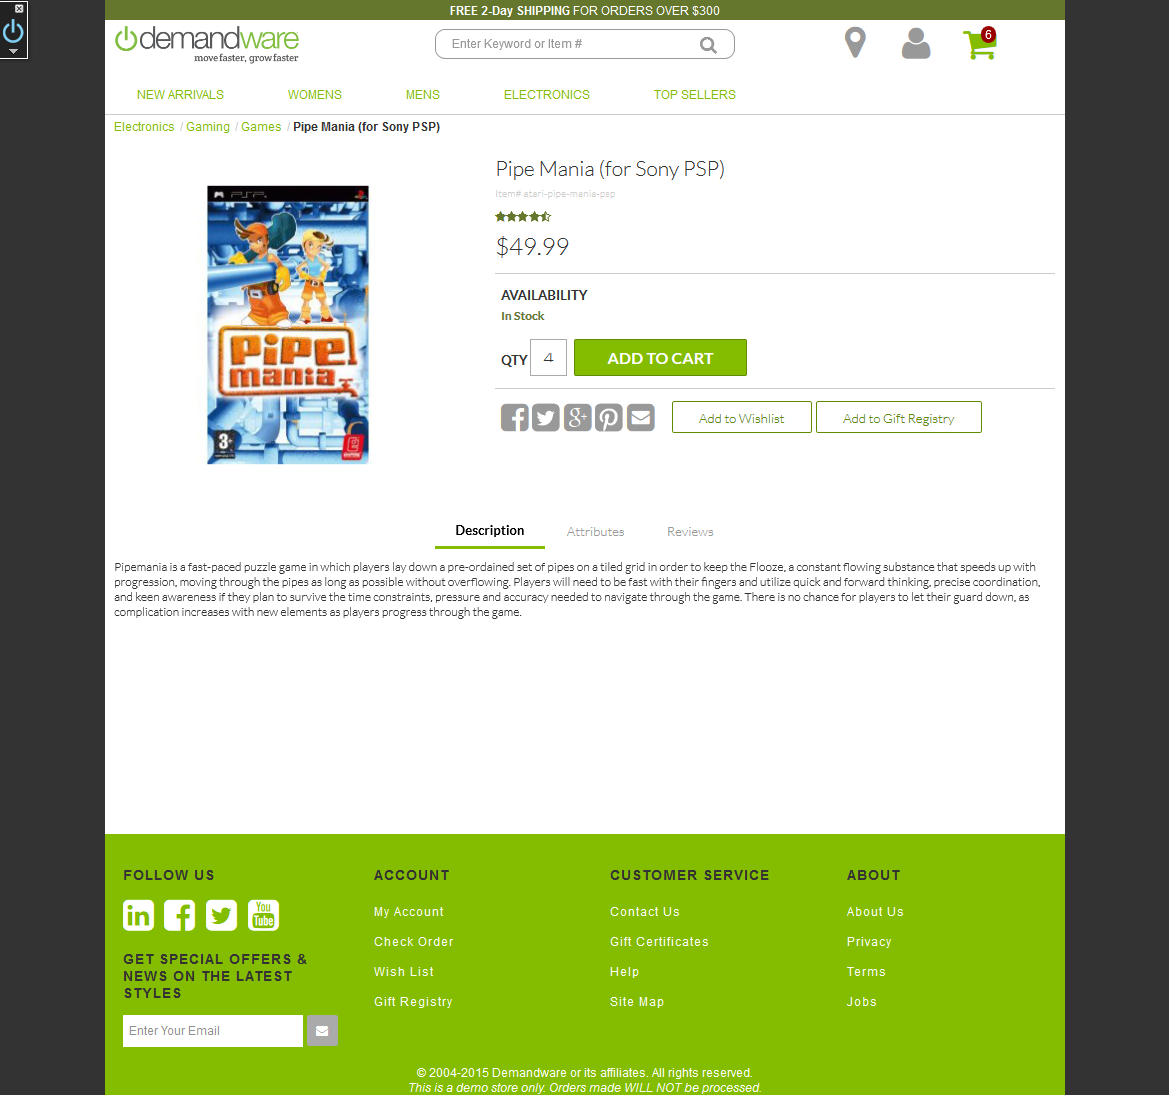 FREE 2-Day SHIPPING FOR ORDERS OVER $300
demandware
move faster, grow faster
Enter Keyword or Item #
6
NEW ARRIVALS WOMENS MENS ELECTRONICS TOP SELLERS
Electronics / Gaming / Games / Pipe Mania (for Sony PSP)
Pipe Mania (for Sony PSP)
Item# atari-pipe-mania-psp
$49.99
AVAILABILITY
In Stock
QTY 4 ADD TO CART
PSP
Pipe
mania
3+
Add to Wishlist Add to Gift Registry
Description Attributes Reviews
Pipemania is a fast-paced puzzle game in which players lay down a pre-ordained set of pipes on a tiled grid in order to keep the Flooze, a constant flowing substance that speeds up with
progression, moving through the pipes as long as possible without overflowing. Players will need to be fast with their fingers and utilize quick and forward thinking, precise coordination,
and keen awareness if they plan to survive the time constraints, pressure and accuracy needed to navigate through the game. There is no chance for players to let their guard down, as
complication increases with new elements as players progress through the game.
FOLLOW US
You
Tube
GET SPECIAL OFFERS &
NEWS ON THE LATEST
STYLES
Enter Your Email
ACCOUNT
My Account
Check Order
Wish List
Gift Registry
CUSTOMER SERVICE
Contact Us
Gift Certificates
Help
Site Map
ABOUT
About Us
Privacy
Terms
Jobs
© 2004-2015 Demandware or its affiliates. All rights reserved.
This is a demo store only. Orders made WILL NOT be processed.